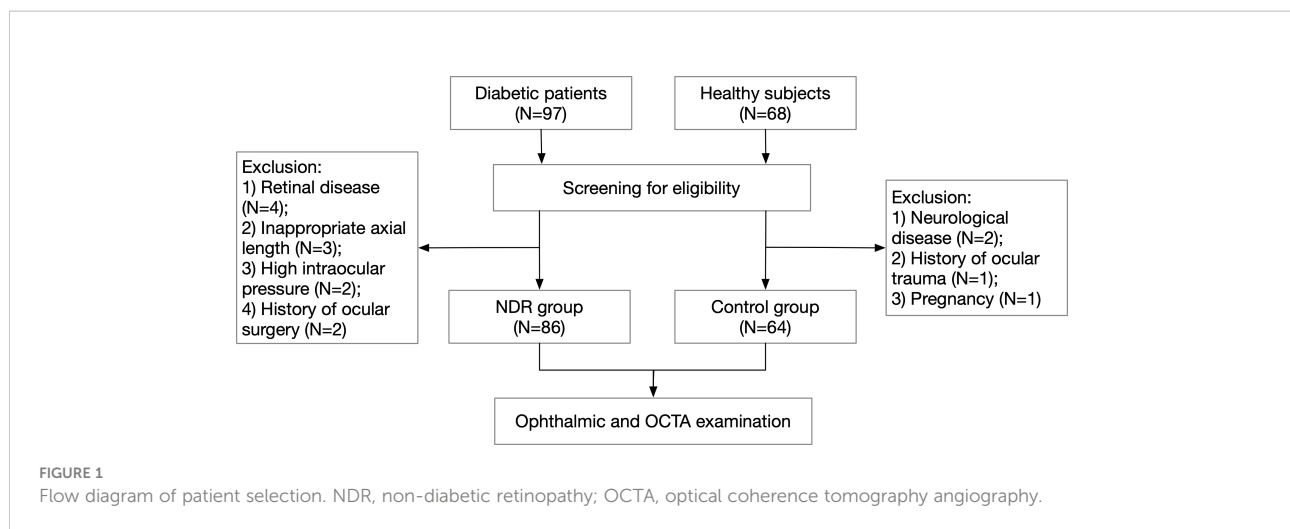 Diabetic patients
(N=97)
Healthy subjects
(N=68)
Screening for eligibility
Exclusion:
1) Retinal disease
(N=4);
2) Inappropriate axial
length (N=3);
3) High intraocular
pressure (N=2);
4) History of ocular
surgery (N=2)
Exclusion:
1) Neurological
disease (N=2);
2) History of ocular
trauma (N=1);
3) Pregnancy (N=1)
NDR group
(N=86)
Control group
(N=64)
Ophthalmic and OCTA examination
FIGURE 1
Flow diagram of patient selection. NDR, non-diabetic retinopathy; OCTA, optical coherence tomography angiography.